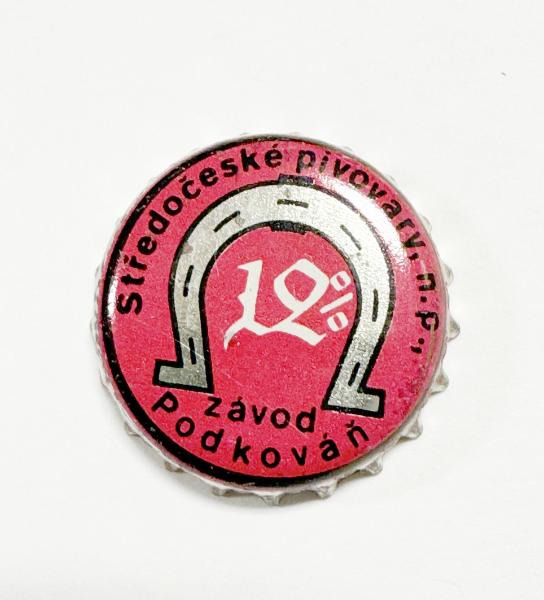 Středočeské pivovary, n.p.,
12%
závod
Podkováň